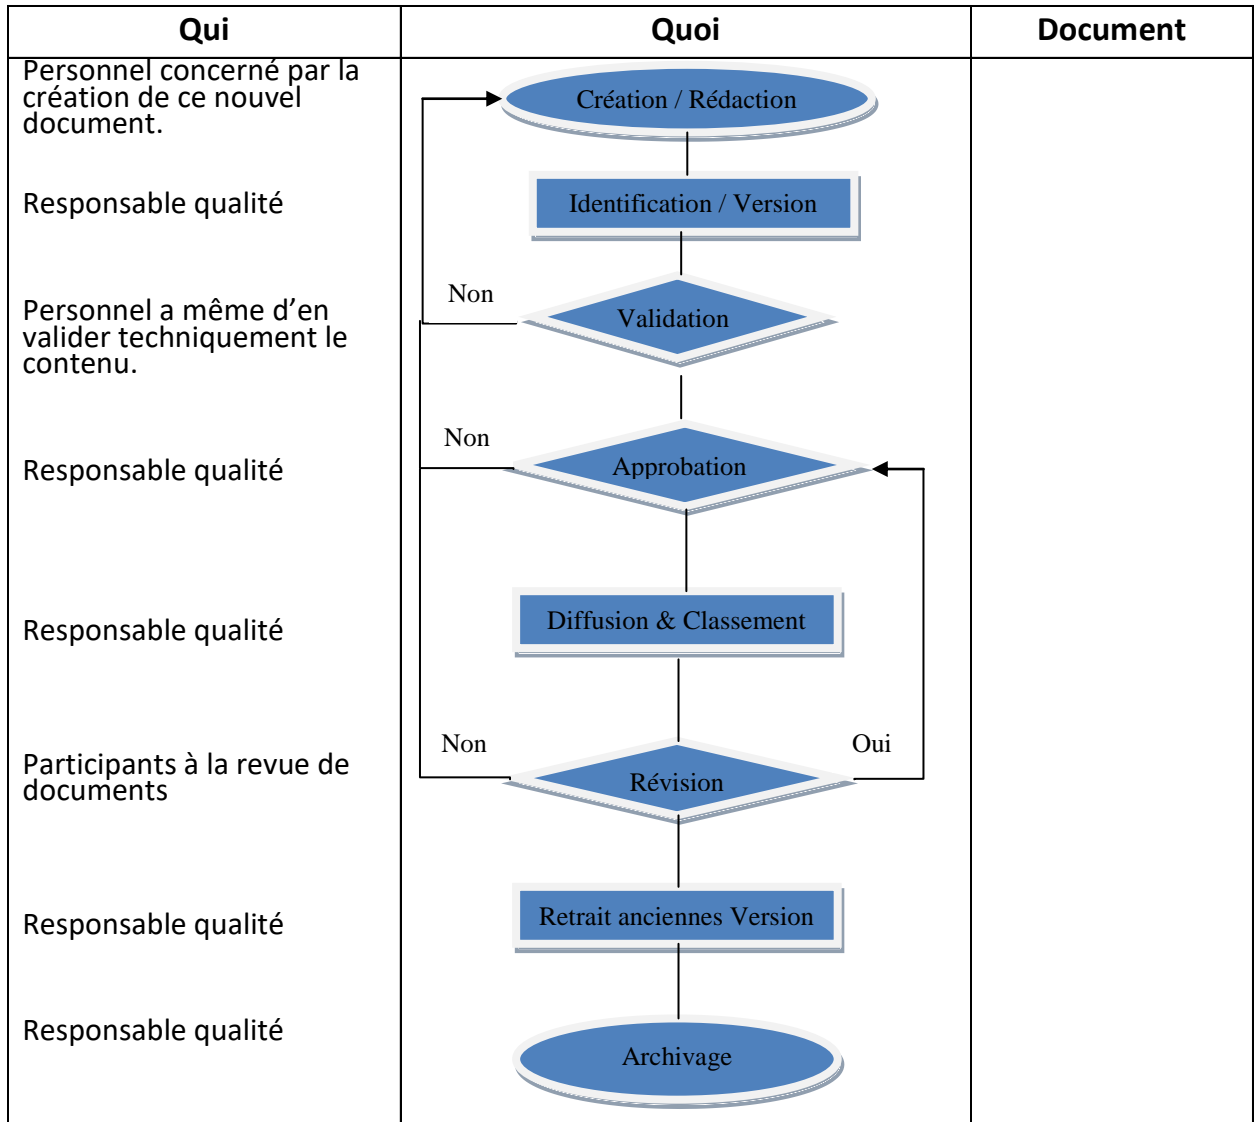 Qui
Quoi
Document
Personnel concerné par la
création de ce nouvel
document.
Création / Rédaction
Responsable qualité
Identification / Version
Non
Personnel a même d’en
valider techniquement le
contenu.
Validation
Non
Responsable qualité
Approbation
Responsable qualité
Diffusion & Classement
Non
Oui
Participants à la revue de
documents
Révision
Responsable qualité
Retrait anciennes Version
Responsable qualité
Archivage